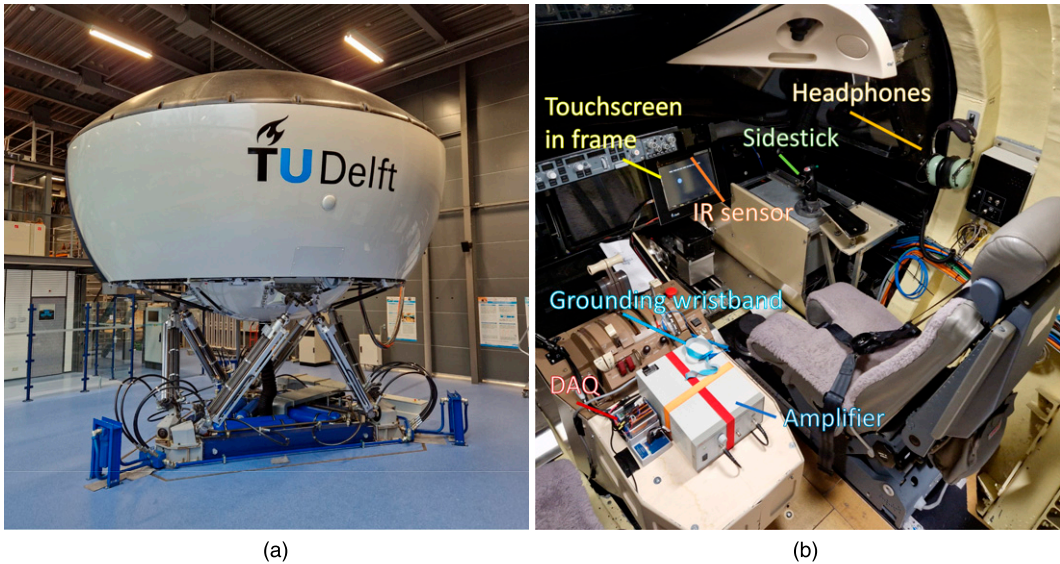 TU Delft
Headphones
Touchscreen
in frame
Sidestick
IR sensor
Grounding wristband
DAQ
Amplifier
(a)
(b)